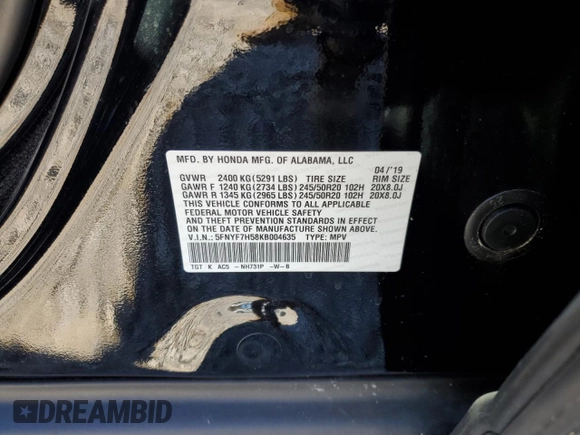 MFD. BY HONDA MFG. OF ALABAMA, LLC
04/'19
GVWR 2400 KG(5291 LBS) TIRE SIZE RIM SIZE
GAWR F 1240 KG(2734 LBS) 245/50R20 102H 20X8.0J
GAWR R 1345 KG(2965 LBS) 245/50R20 102H 20X8.0J
THIS VEHICLE CONFORMS TO ALL APPLICABLE
FEDERAL MOTOR VEHICLE SAFETY
AND THEFT PREVENTION STANDARDS IN EFFECT
ON THE DATE OF MANUFACTURE SHOWN ABOVE.
V.I.N.: 5FNYF7H58KB004635 TYPE: MPV
TGT K AC5 -NH731P -W-B
DREAMBID